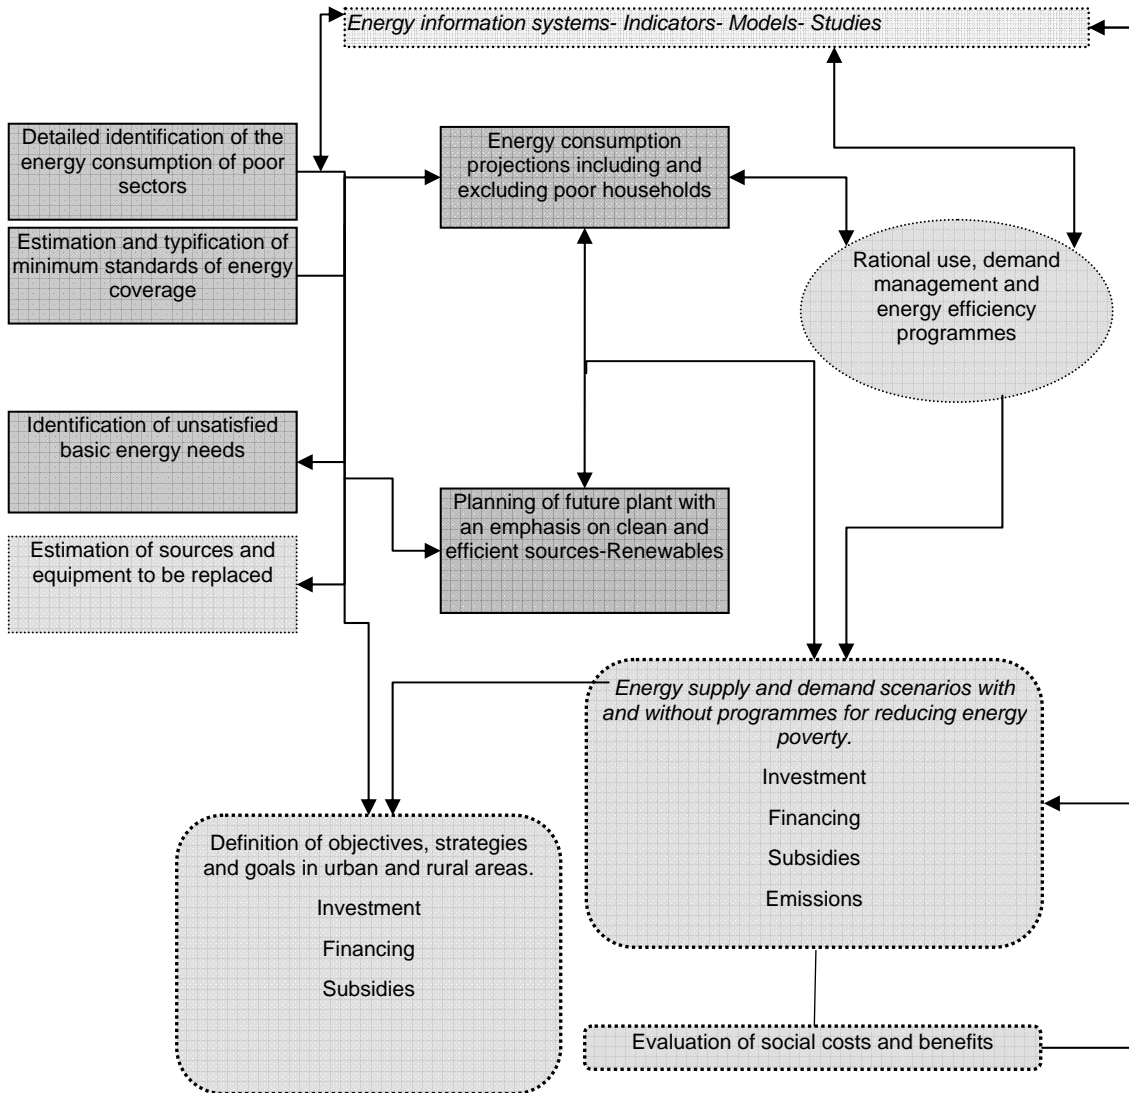 Energy information systems- Indicators- Models- Studies
Detailed identification of the
energy consumption of poor
sectors
Energy consumption
projections including and
excluding poor households
Estimation and typification of
minimum standards of energy
coverage
Rational use, demand
management and
energy efficiency
programmes
Identification of unsatisfied
basic energy needs
Planning of future plant with
an emphasis on clean and
efficient sources-Renewables
Estimation of sources and
equipment to be replaced
Energy supply and demand scenarios with
and without programmes for reducing energy
poverty.
Investment
Financing
Subsidies
Emissions
Definition of objectives, strategies
and goals in urban and rural areas.
Investment
Financing
Subsidies
Evaluation of social costs and benefits